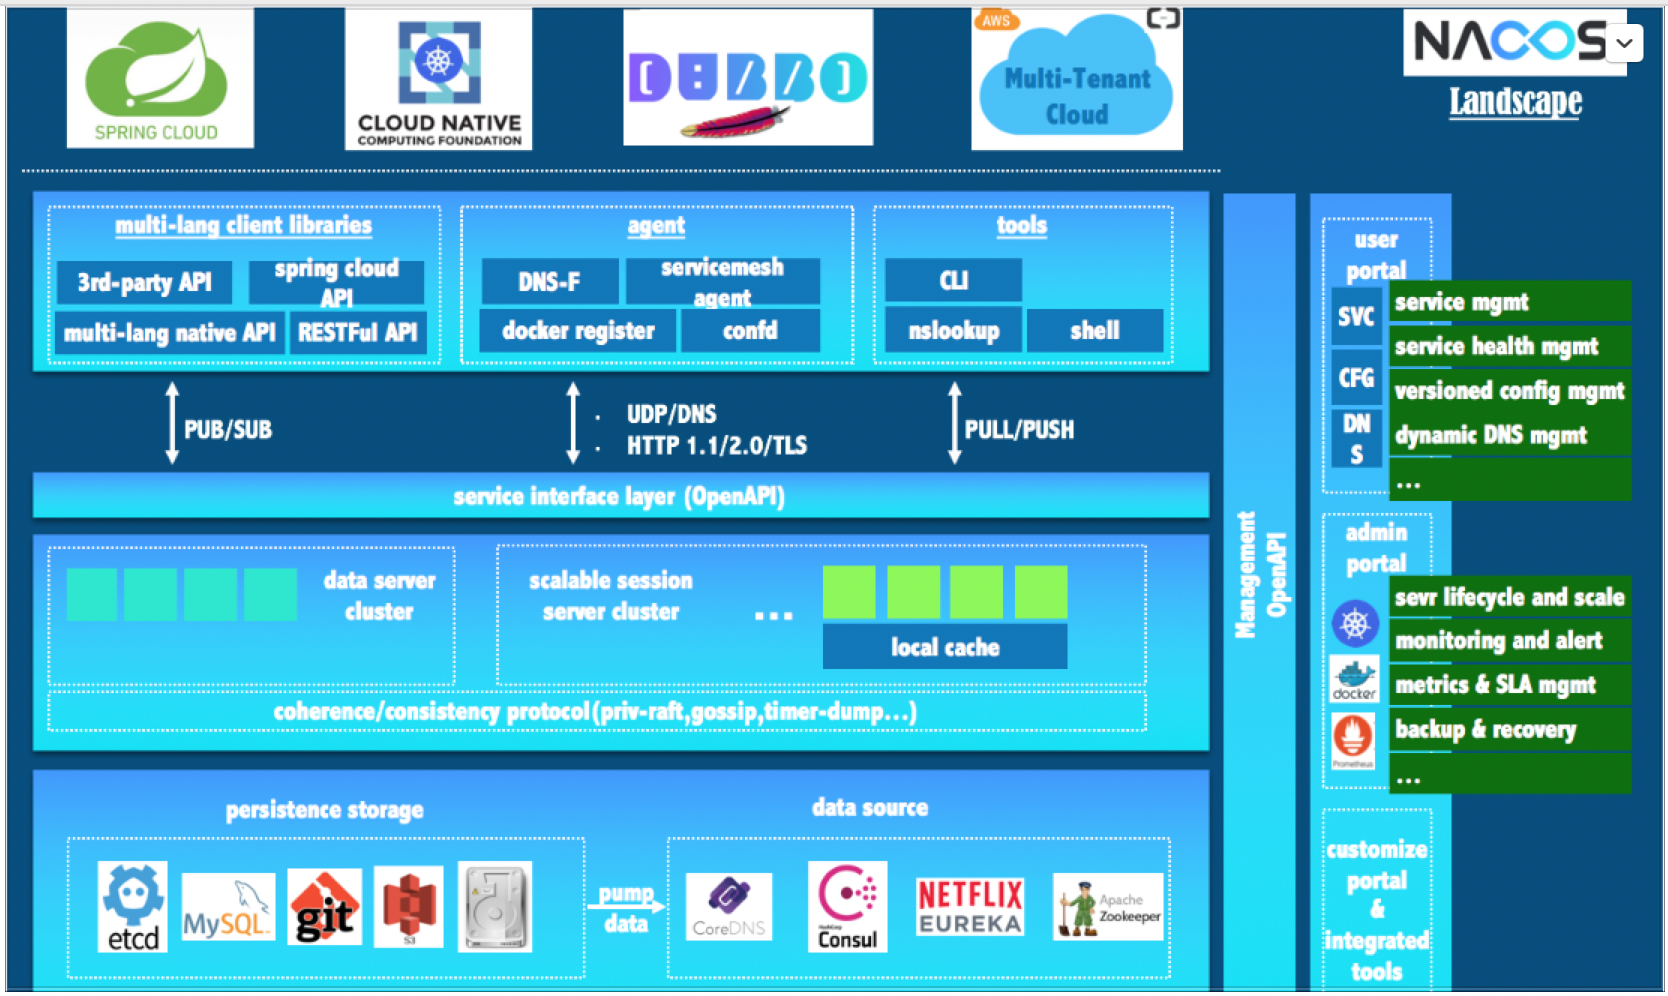 SPRING CLOUD
CLOUD NATIVE
COMPUTING FOUNDATION
DUBBO
AWS
Multi-Tenant
Cloud
NACOS
Landscape
multi-lang client libraries
3rd-party API
spring cloud
API
multi-lang native API
RESTFul API
agent
DNS-F
servicemesh
agent
docker register
confd
tools
CLI
nslookup
shell
PUB/SUB
· UDP/DNS
· HTTP 1.1/2.0/TLS
PULL/PUSH
service interface layer (OpenAPI)
data server
cluster
scalable session
server cluster
...
local cache
coherence/consistency protocol(priv-raft,gossip,timer-dump...)
persistence storage
etcd
MySQL
git
S3
pump
data
data source
CoreDNS
HashiCorp
Consul
NETFLIX
EUREKA
Apache
Zookeeper
Management
OpenAPI
user
portal
SVC
CFG
DN
S
service mgmt
service health mgmt
versioned config mgmt
dynamic DNS mgmt
...
admin
portal
docker
Prometheus
sevr lifecycle and scale
monitoring and alert
metrics & SLA mgmt
backup & recovery
...
customize
portal
&
integrated
tools